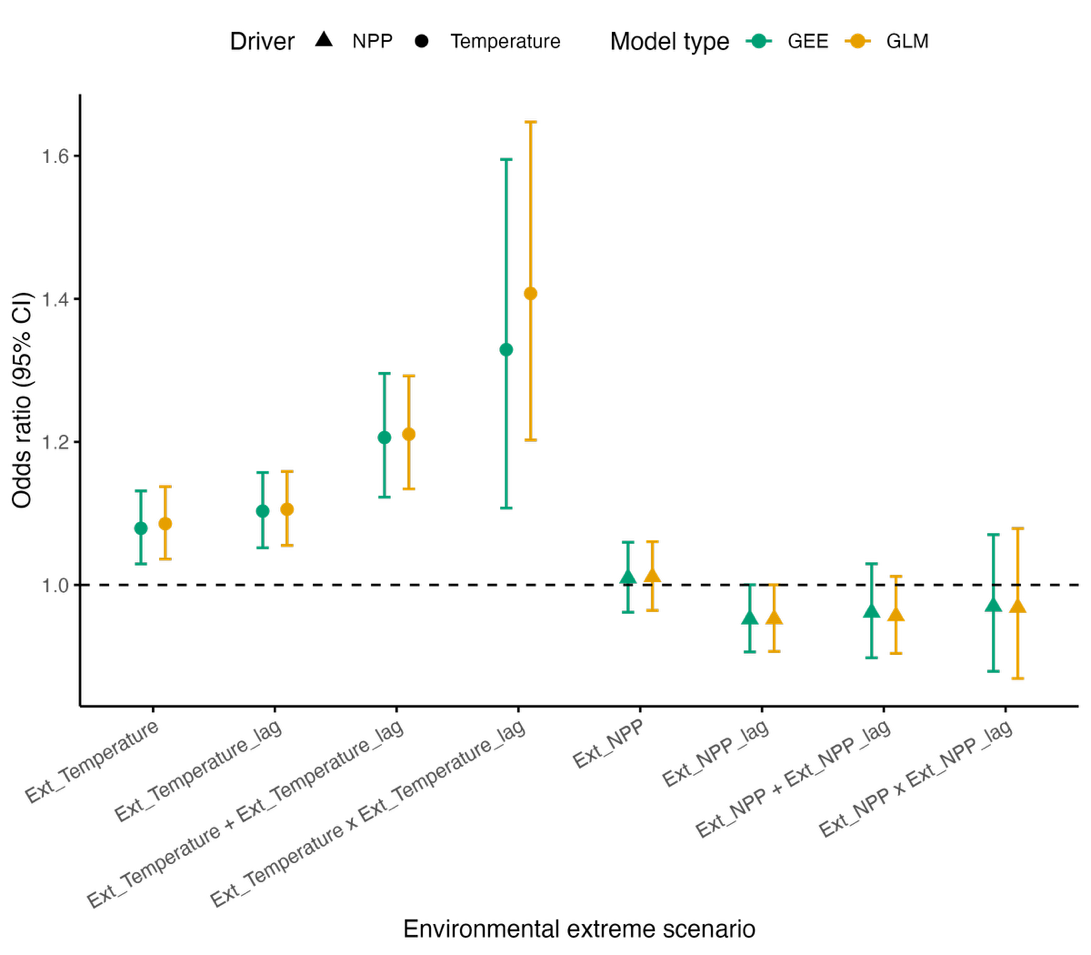 Driver NPP Temperature Model type GEE GLM
Odds ratio (95% CI)
1.6
1.4
1.2
1.0
Ext_Temperature
Ext_Temperature_lag
Ext_Temperature + Ext_Temperature_lag
Ext_Temperature x Ext_Temperature_lag
Ext_NPP
Ext_NPP_lag
Ext_NPP + Ext_NPP_lag
Ext_NPP x Ext_NPP_lag
Environmental extreme scenario